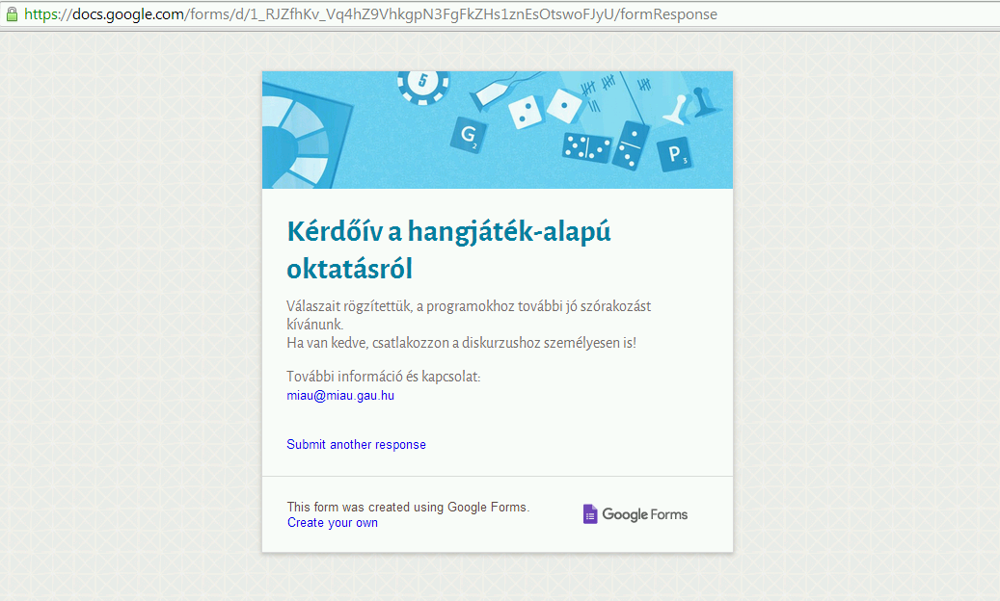 https://docs.google.com/forms/d/1_RJZfhKv_Vq4hZ9VhkgpN3FgFkZHs1znEsOtswoFJyU/formResponse
5
G2
P3
Kérdőív a hangjáték-alapú
oktatásról
Válaszait rögzítettük, a programokhoz további jó szórakozást
kívánunk.
Ha van kedve, csatlakozzon a diskurzushoz személyesen is!
További információ és kapcsolat:
miau@miau.gau.hu
Submit another response
This form was created using Google Forms.
Create your own
Google Forms